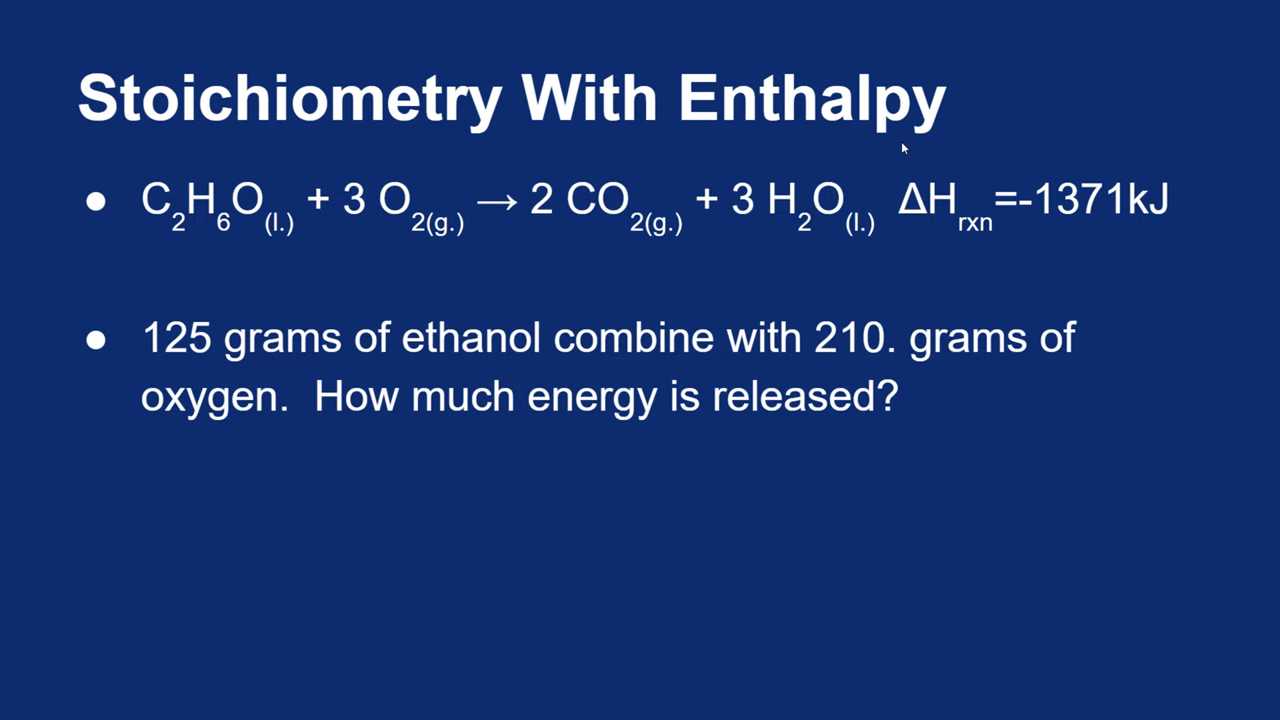 Stoichiometry With Enthalpy
● C₂H₆O₍l.₎ + 3 O₂₍g.₎ → 2 CO₂₍g.₎ + 3 H₂O₍l.₎ ΔHrxn=-1371kJ
● 125 grams of ethanol combine with 210. grams of
oxygen. How much energy is released?